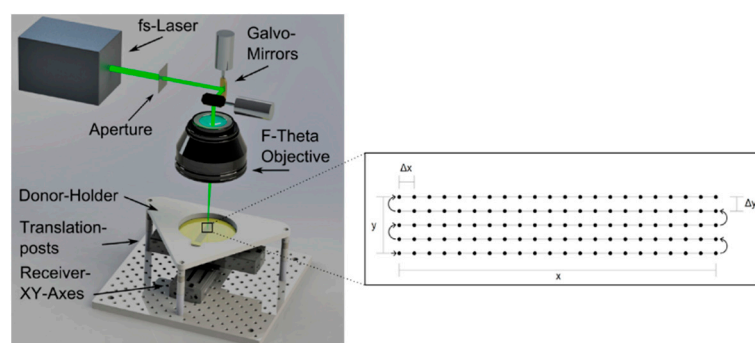 fs-Laser
Galvo-
Mirrors
Aperture
F-Theta
Objective
Donor-Holder
Translation-
posts
Receiver-
XY-Axes
Δx
y
Δy
x